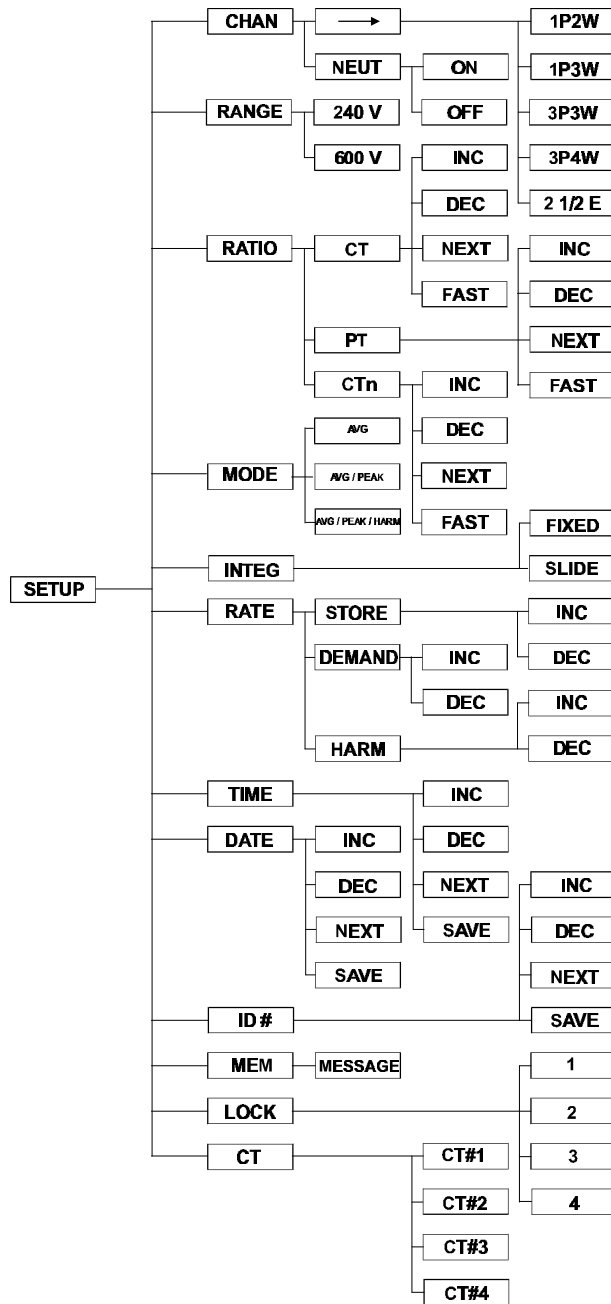 CHAN
→
1P2W
NEUT
ON
1P3W
RANGE
240 V
OFF
3P3W
600 V
INC
3P4W
DEC
2 1/2 E
RATIO
CT
NEXT
INC
FAST
DEC
PT
NEXT
CTn
INC
FAST
AVG
DEC
MODE
AVG / PEAK
NEXT
AVG / PEAK / HARM
FAST
FIXED
INTEG
SLIDE
SETUP
RATE
STORE
INC
DEMAND
INC
DEC
DEC
INC
HARM
DEC
TIME
INC
DATE
INC
DEC
DEC
NEXT
INC
NEXT
SAVE
DEC
SAVE
NEXT
ID #
SAVE
MEM
MESSAGE
1
LOCK
2
CT
CT#1
3
CT#2
4
CT#3
CT#4